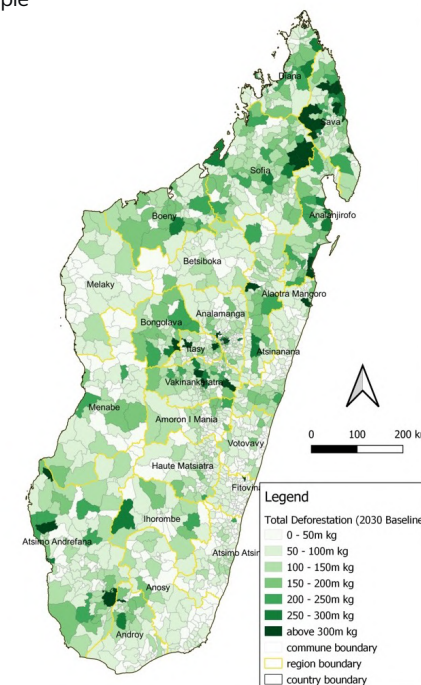 ple
Diana
Sava
Sofia
Boeny
Analanjirofo
Betsiboka
Melaky
Alaotra Mangoro
Analamanga
Bongolava
Itasy
Atsinanana
Vakinankaratra
Menabe
Amoron I Mania
Votovavy
0 100 200 k
Haute Matsiatra
Fitovina
Legend
Total Deforestation (2030 Baseline
Ihorombe
0 - 50m kg
Atsimo Andrefana
Atsimo Atsin
50 - 100m kg
100 - 150m kg
150 - 200m kg
Anosy
200 - 250m kg
250 - 300m kg
Androy
above 300m kg
commune boundary
region boundary
country boundary